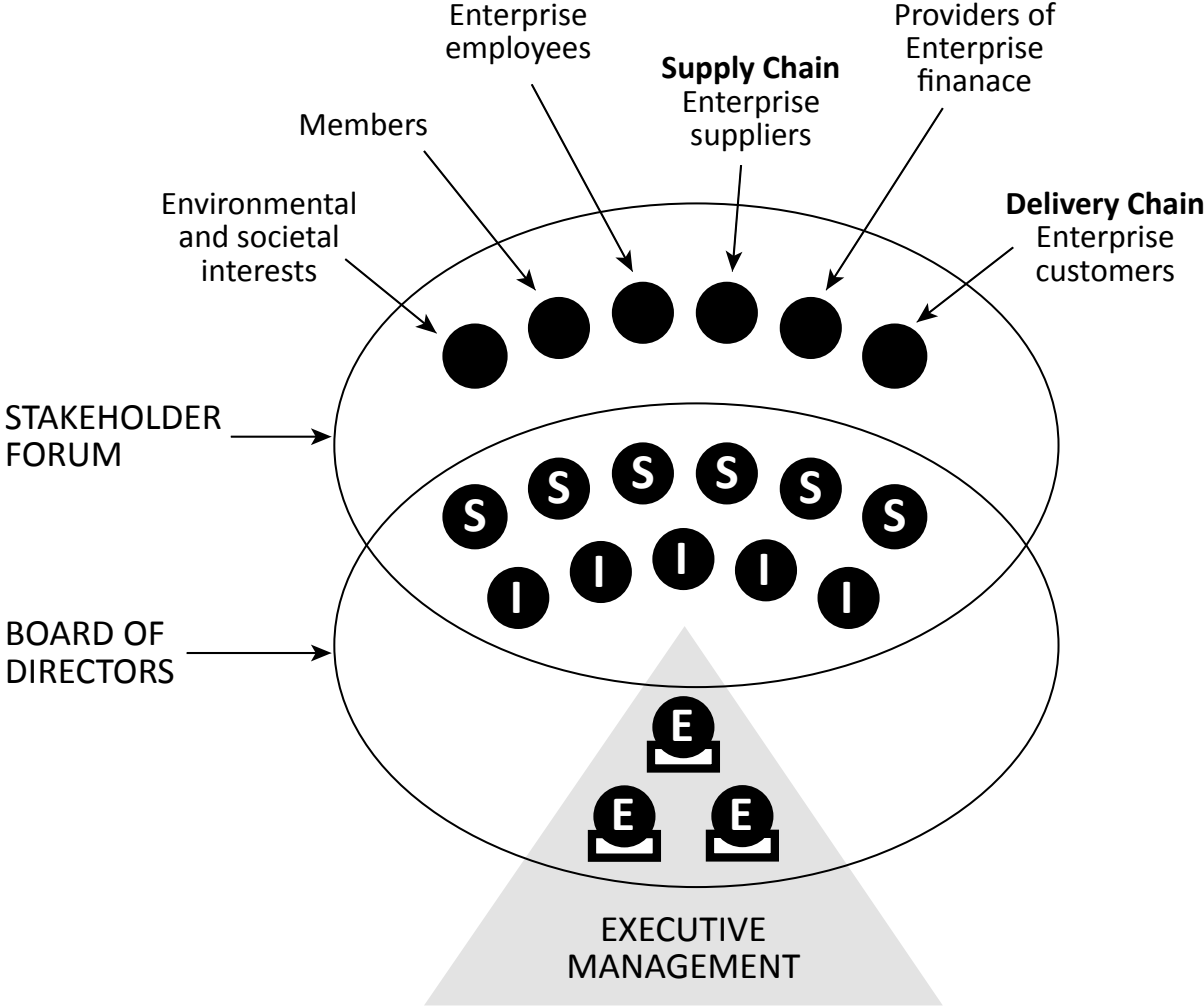 Enterprise
employees
Providers of
Enterprise
finanace
Supply Chain
Enterprise
suppliers
Members
Environmental
and societal
interests
Delivery Chain
Enterprise
customers
STAKEHOLDER
FORUM
S S S S S S
I I I I I
BOARD OF
DIRECTORS
E
E E
EXECUTIVE
MANAGEMENT